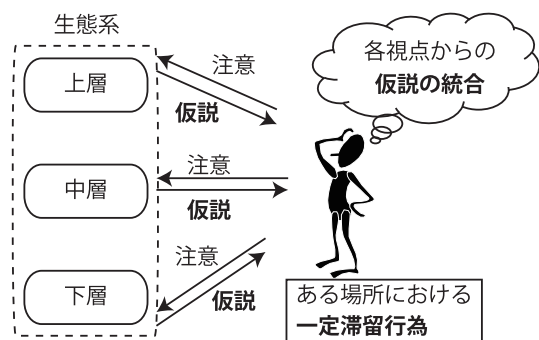 生態系
上層
注意
仮説
中層
注意
仮説
下層
注意
仮説
各視点からの
仮説の統合
ある場所における
一定滞留行為